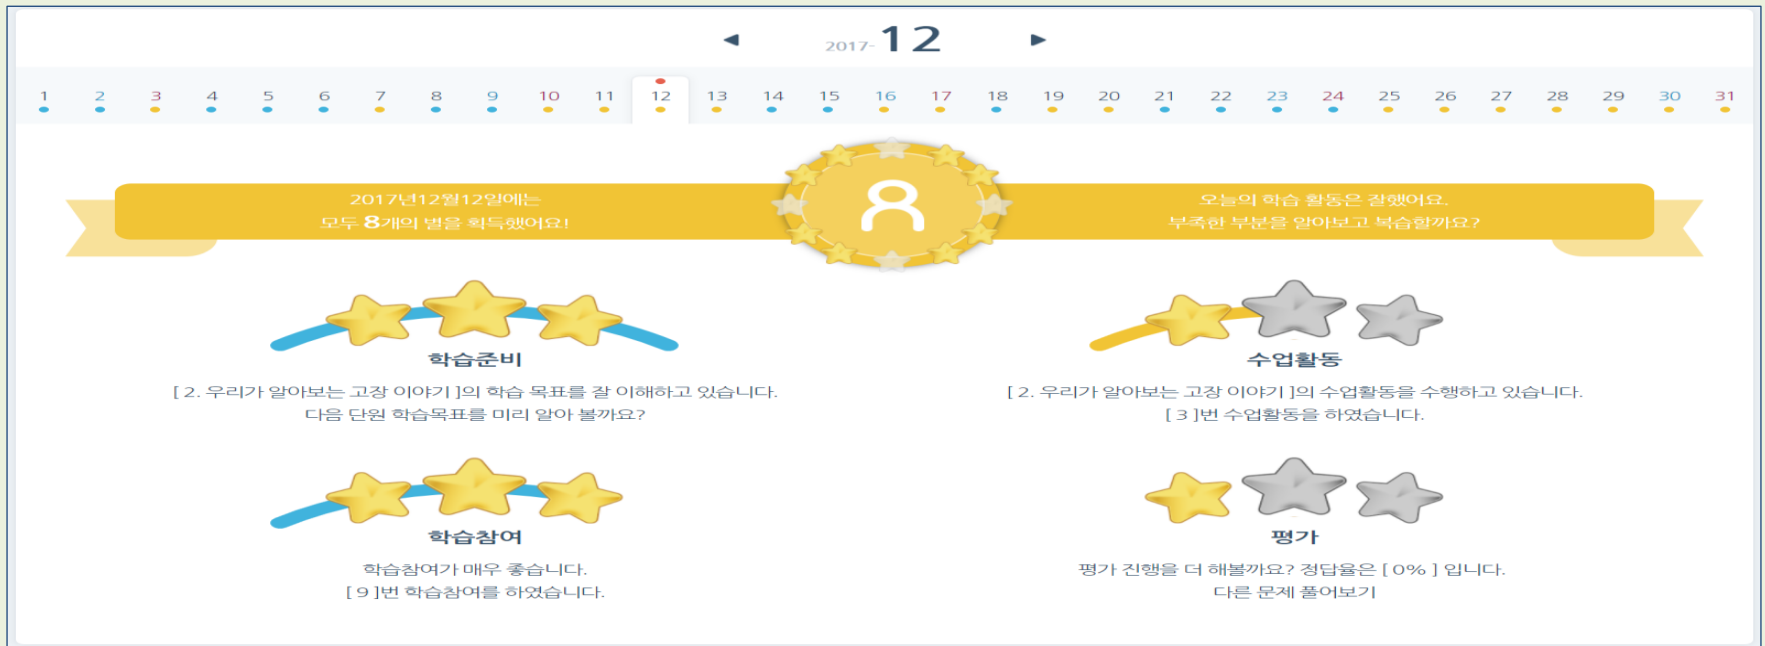 2017-12
1 2 3 4 5 6 7 8 9 10 11 12 13 14 15 16 17 18 19 20 21 22 23 24 25 26 27 28 29 30 31
2017년12월12일에는
모두 8개의 별을 획득했어요!
오늘의 학습 활동은 잘했어요.
부족한 부분을 알아보고 복습할까요?
학습준비
[ 2. 우리가 알아보는 고장 이야기 ]의 학습 목표를 잘 이해하고 있습니다.
다음 단원 학습목표를 미리 알아 볼까요?
수업활동
[ 2. 우리가 알아보는 고장 이야기 ]의 수업활동을 수행하고 있습니다.
[ 3 ]번 수업활동을 하였습니다.
학습참여
학습참여가 매우 좋습니다.
[ 9 ]번 학습참여를 하였습니다.
평가
평가 진행을 더 해볼까요? 정답율은 [ 0% ] 입니다.
다른 문제 풀어보기